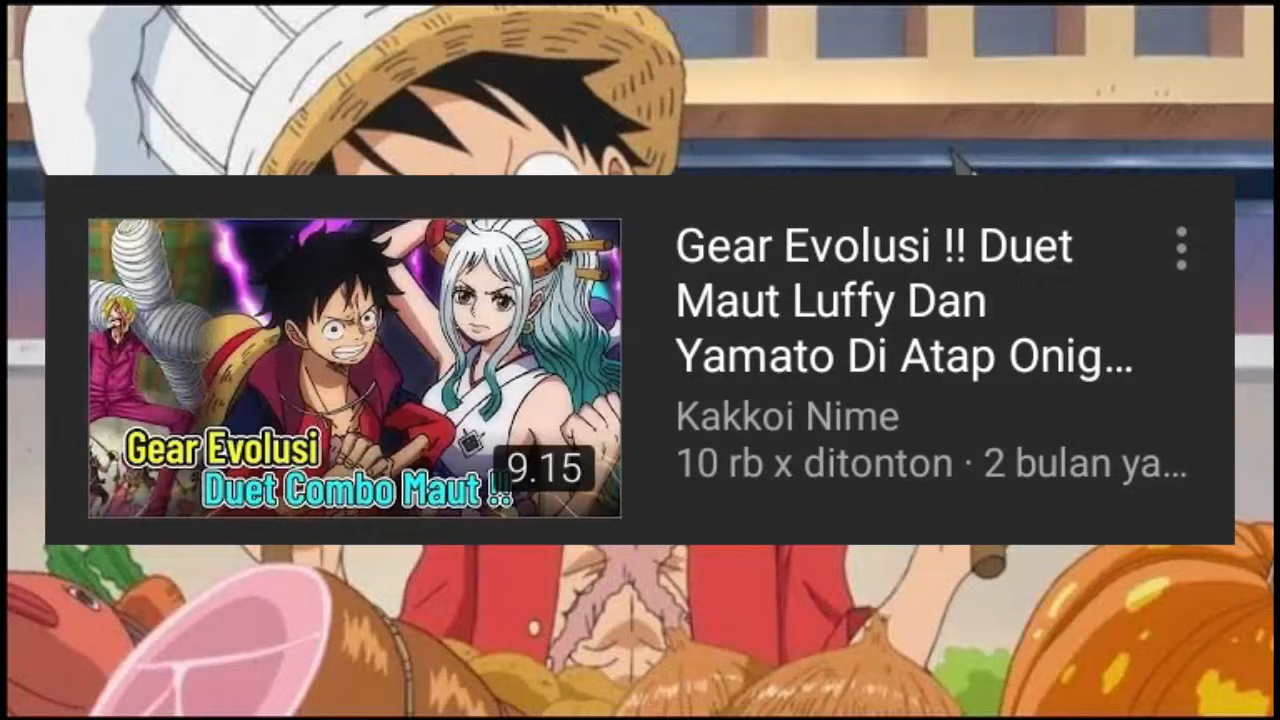 Gear Evolusi !! Duet
Maut Luffy Dan
Yamato Di Atap Onig...
Kakkoi Nime
10 rb x ditonton · 2 bulan ya...
Gear Evolusi
Duet Combo Maut !!
9.15